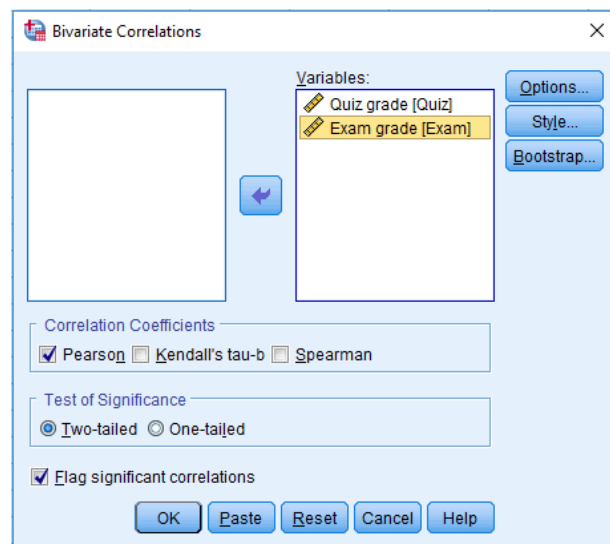 Bivariate Correlations
Variables:
Quiz grade [Quiz]
Exam grade [Exam]
Options...
Style...
Bootstrap...
Correlation Coefficients
Pearson Kendall's tau-b Spearman
Test of Significance
Two-tailed One-tailed
Flag significant correlations
OK Paste Reset Cancel Help